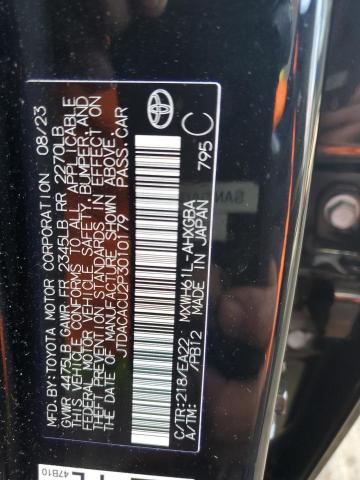 MFD. BY: TOYOTA MOTOR CORPORATION 08/23
GVWR 4475LB GAWR FR 2345LB RR 2270LB
THIS VEHICLE CONFORMS TO ALL APPLICABLE
FEDERAL MOTOR VEHICLE SAFETY, BUMPER, AND
THEFT PREVENTION STANDARDS IN EFFECT ON
THE DATE OF MANUFACTURE SHOWN ABOVE.
JTDACACU2P3010179 PASS.CAR
C/TR: 218/EA22 MXWH61L-AHXGBA
A/TM: /PB12 MADE IN JAPAN 795
C
TOYOTA
47B10